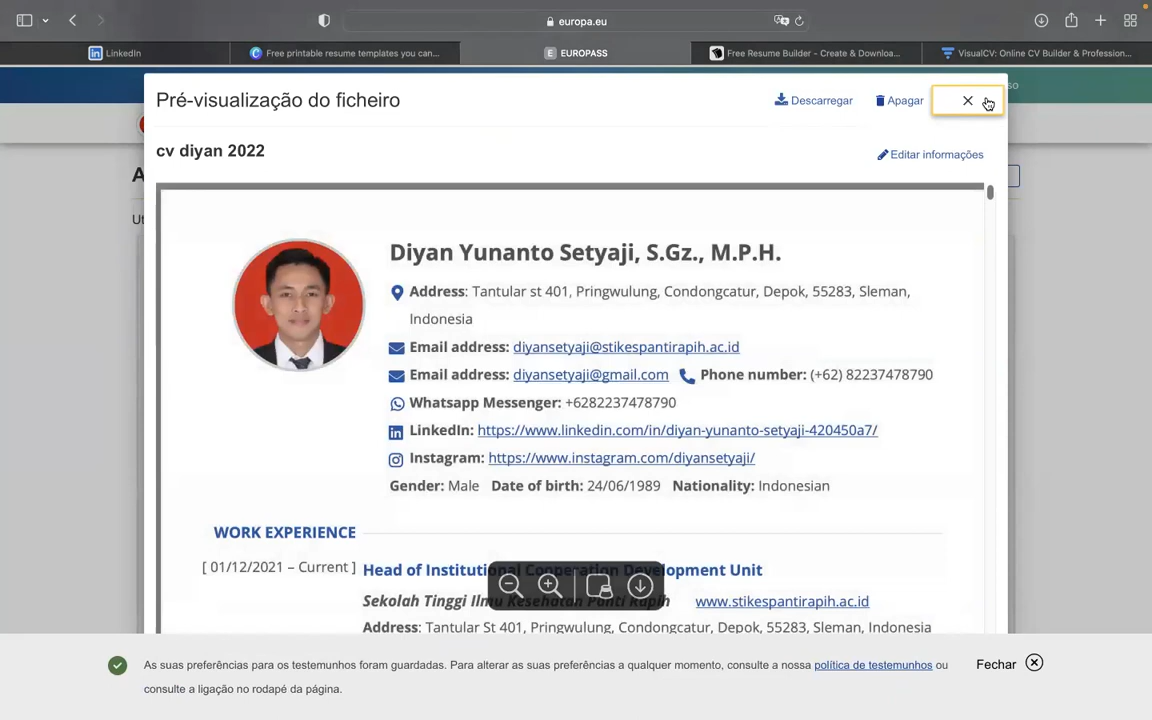 europa.eu
LinkedIn
Free printable resume templates you can...
EUROPASS
Free Resume Builder - Create & Downloa...
VisualCV: Online CV Builder & Profession...
Pré-visualização do ficheiro
Descarregar
Apagar
cv diyan 2022
Editar informações
Diyan Yunanto Setyaji, S.Gz., M.P.H.
Address: Tantular st 401, Pringwulung, Condongcatur, Depok, 55283, Sleman,
Indonesia
Email address: diyansetyaji@stikespantirapih.ac.id
Email address: diyansetyaji@gmail.com Phone number: (+62) 82237478790
Whatsapp Messenger: +6282237478790
LinkedIn: https://www.linkedin.com/in/diyan-yunanto-setyaji-420450a7/
Instagram: https://www.instagram.com/diyansetyaji/
Gender: Male Date of birth: 24/06/1989 Nationality: Indonesian
WORK EXPERIENCE
[ 01/12/2021 – Current ]
Head of Institutional Cooperation Development Unit
Sekolah Tinggi Ilmu Kesehatan Panti Rapih www.stikespantirapih.ac.id
Address: Tantular St 401, Pringwulung, Condongcatur, Depok, 55283, Sleman, Indonesia
As suas preferências para os testemunhos foram guardadas. Para alterar as suas preferências a qualquer momento, consulte a nossa política de testemunhos ou
consulte a ligação no rodapé da página.
Fechar